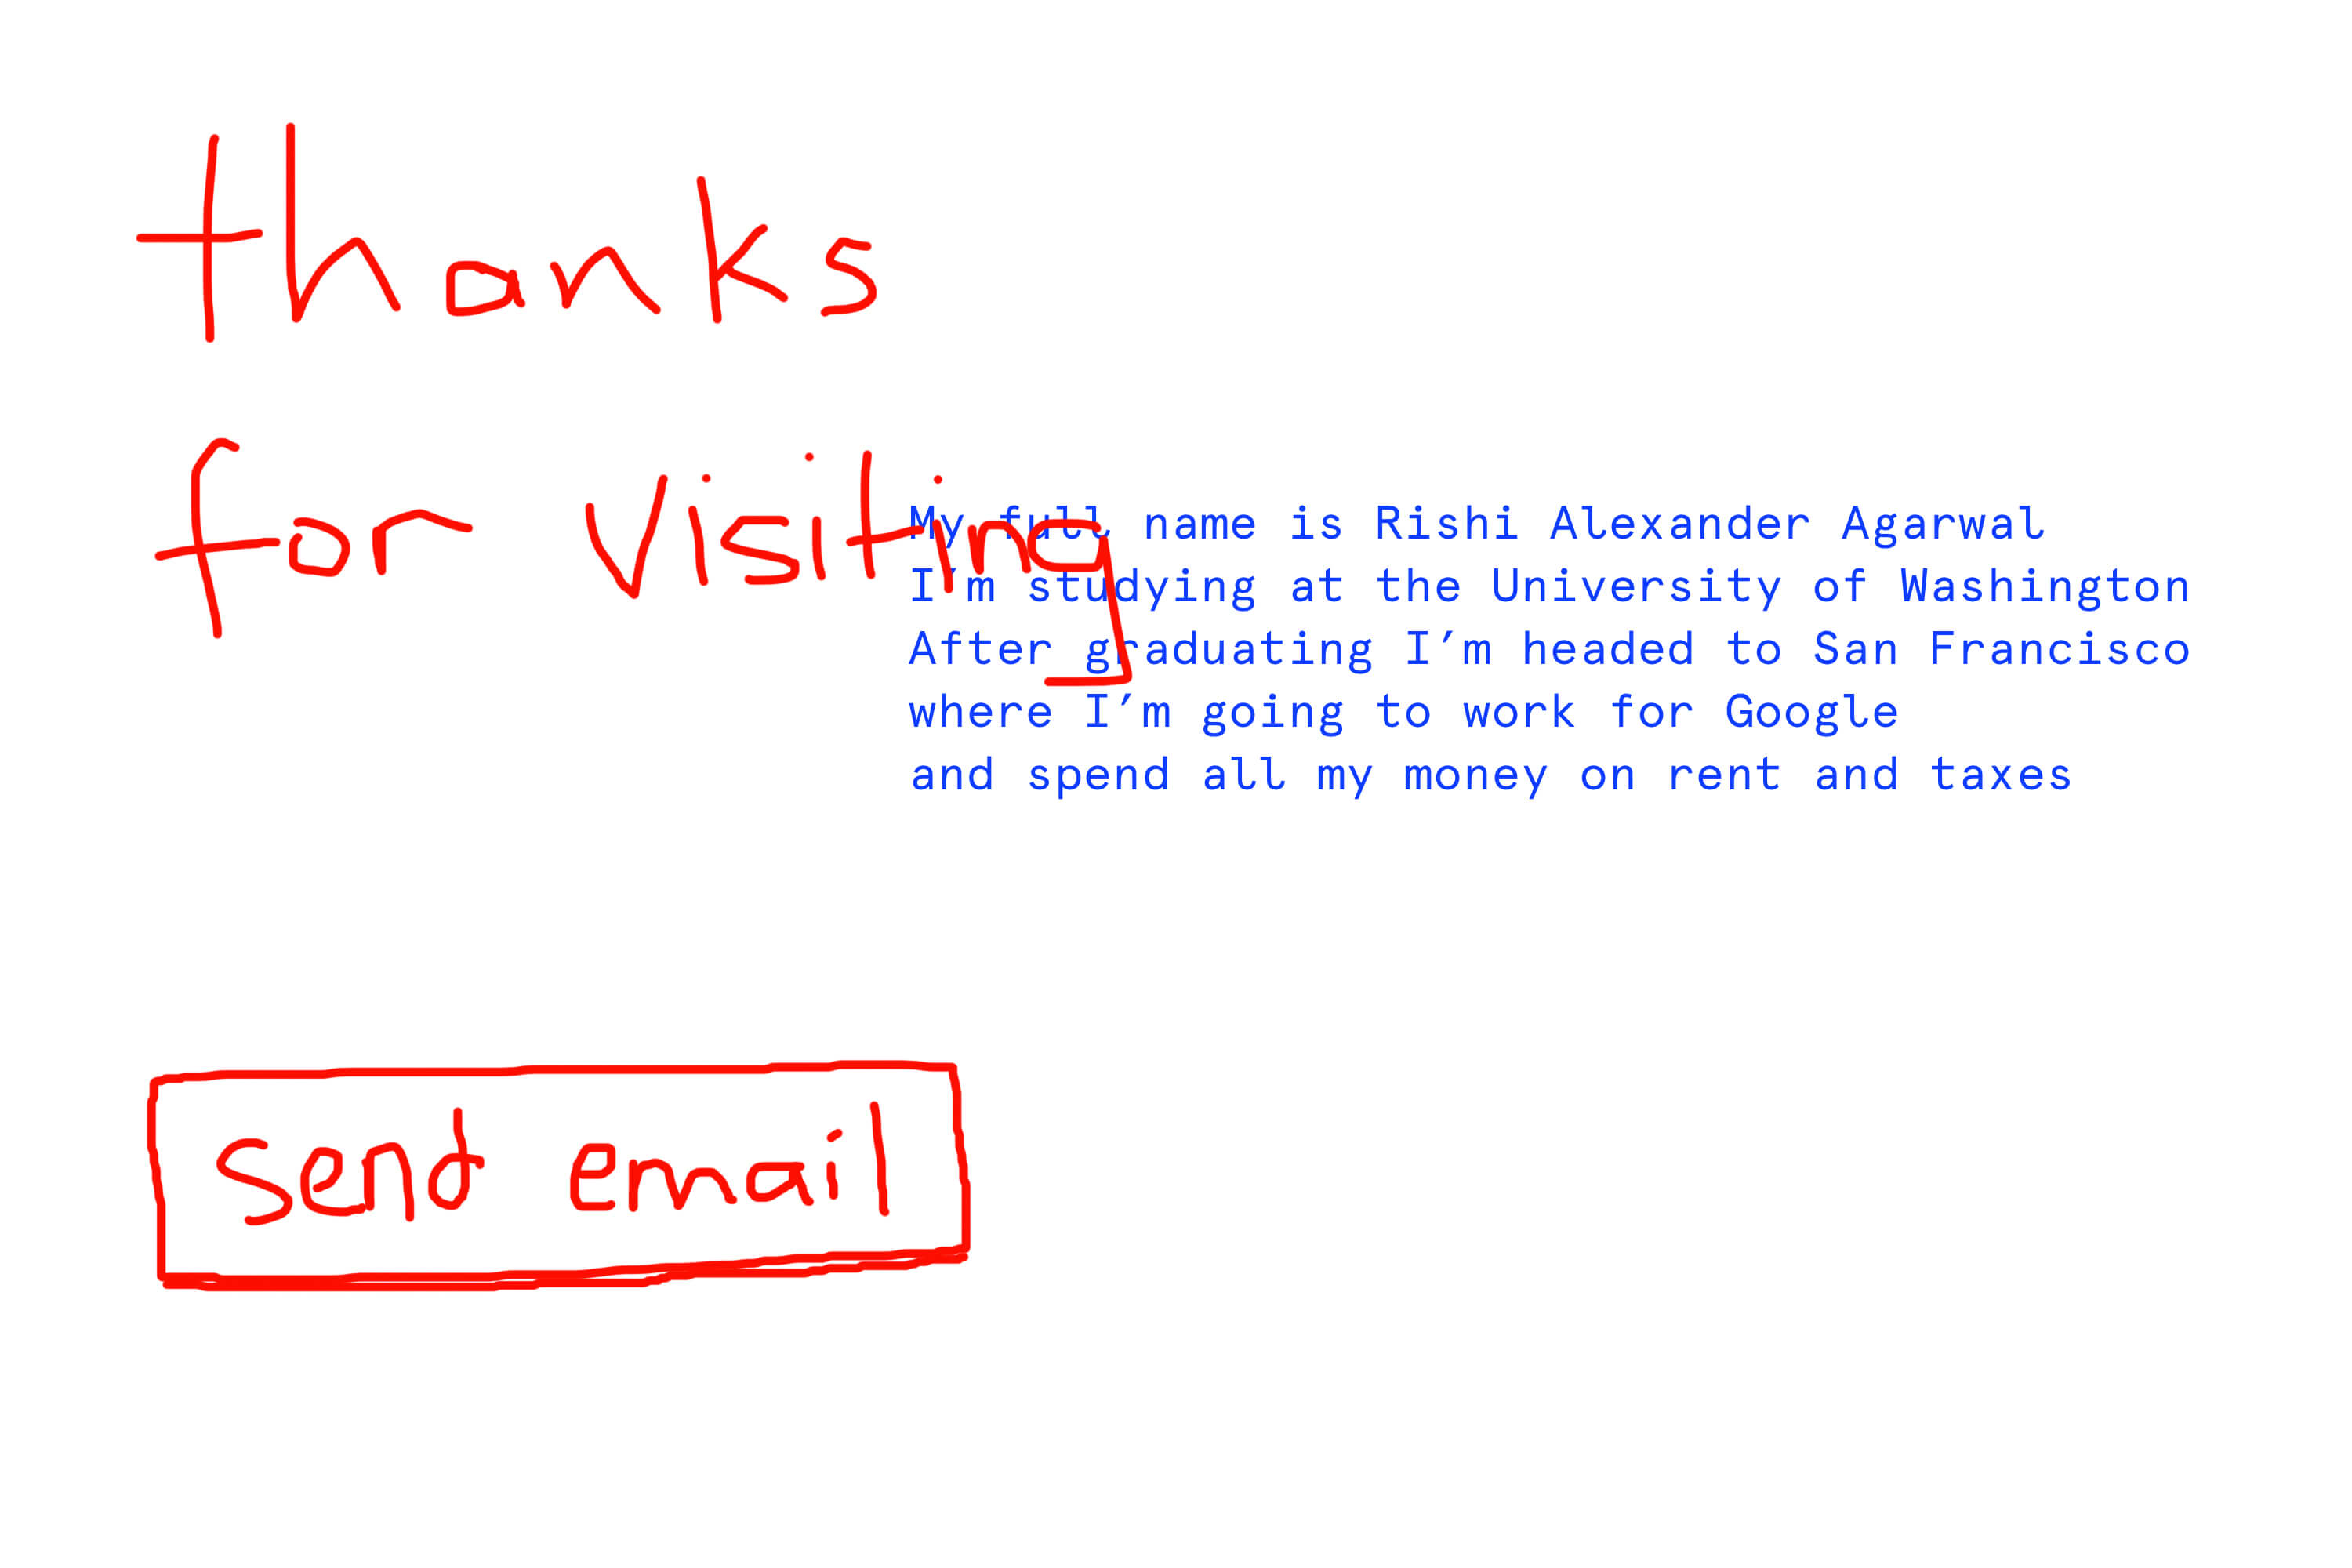 thanks
for visiting
My full name is Rishi Alexander Agarwal
I'm studying at the University of Washington
After graduating I'm headed to San Francisco
where I'm going to work for Google
and spend all my money on rent and taxes
send email